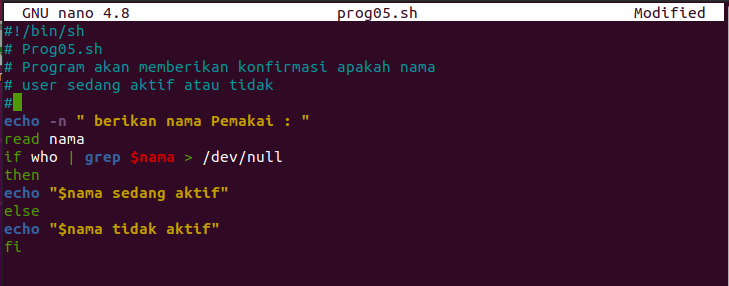 GNU nano 4.8 prog05.sh Modified
#!/bin/sh
# Prog05.sh
# Program akan memberikan konfirmasi apakah nama
# user sedang aktif atau tidak
#
echo -n " berikan nama Pemakai : "
read nama
if who | grep $nama > /dev/null
then
echo "$nama sedang aktif"
else
echo "$nama tidak aktif"
fi